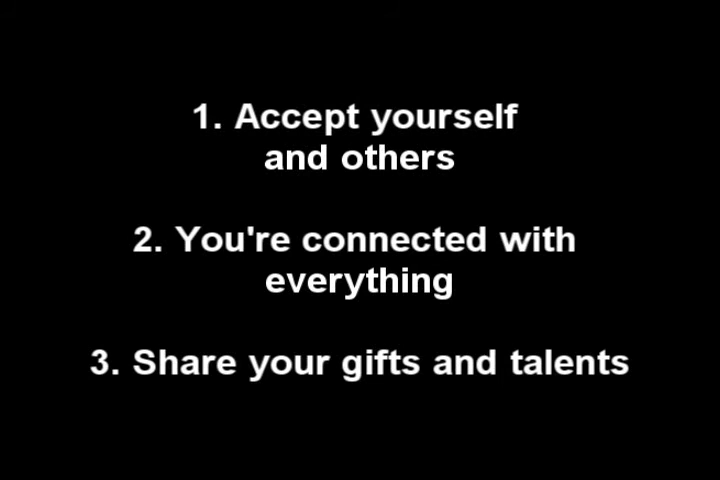 1. Accept yourself
and others
2. You're connected with
everything
3. Share your gifts and talents